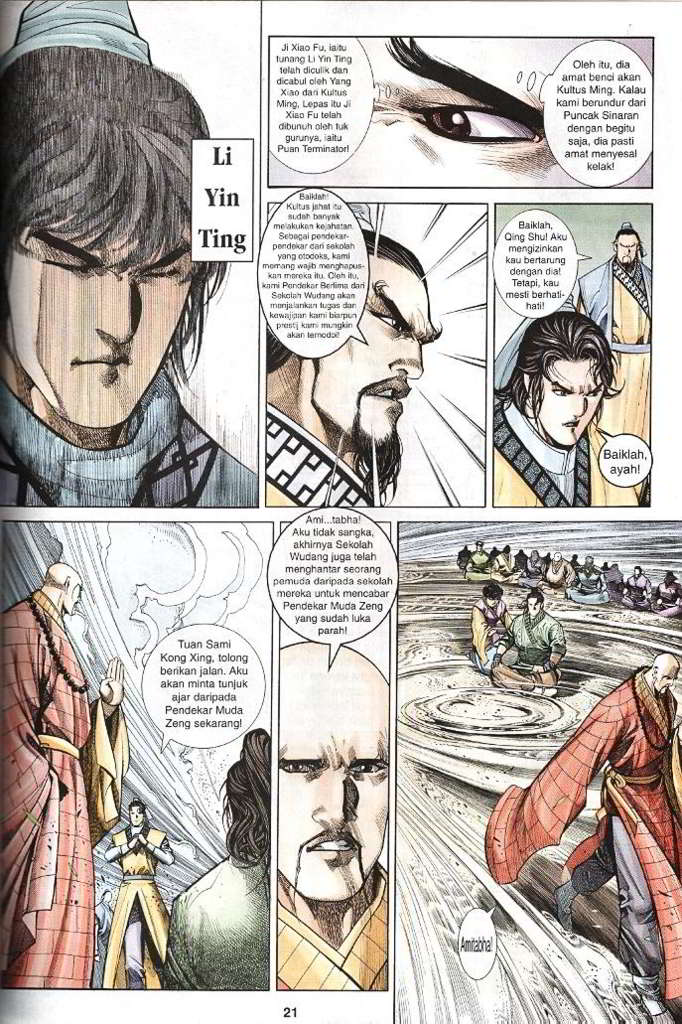 Li
Yin
Ting
Ji Xiao Fu, iaitu
tunang Li Yin Ting
telah diculik dan
dicabul oleh Yang
Xiao dari Kultus
Ming, Lepas itu Ji
Xiao Fu telah
dibunuh oleh tuk
gurunya, iaitu
Puan Terminator!
Oleh itu, dia
amat benci akan
Kultus Ming. Kalau
kami berundur dari
Puncak Sinaran
dengan begitu
saja, dia pasti
amat menyesal
kelak!
Baiklah!
Kultus jahat itu
sudah banyak
melakukan kejahatan.
Sebagai pendekar-
pendekar dari sekolah
yang otodoks, kami
memang wajib menghapus-
kan mereka itu. Oleh itu,
kami Pendekar Berlima dari
Sekolah Wudang akan
menjalankan tugas dan
kewajipan kami biarpun
prestij kami mungkin
akan ternodai!
Baiklah,
Qing Shu! Aku
mengizinkan
kau bertarung
dengan dia!
Tetapi, kau
mesti berhati-
hati!
Baiklah,
ayah!
Tuan Sami
Kong Xing, tolong
berikan jalan. Aku
akan minta tunjuk
ajar daripada
Pendekar Muda
Zeng sekarang!
Ami...tabha!
Aku tidak sangka,
akhirnya Sekolah
Wudang juga telah
menghantar seorang
pemuda daripada sekolah
mereka untuk mencabar
Pendekar Muda Zeng
yang sudah luka
parah!
Amitabha!
21